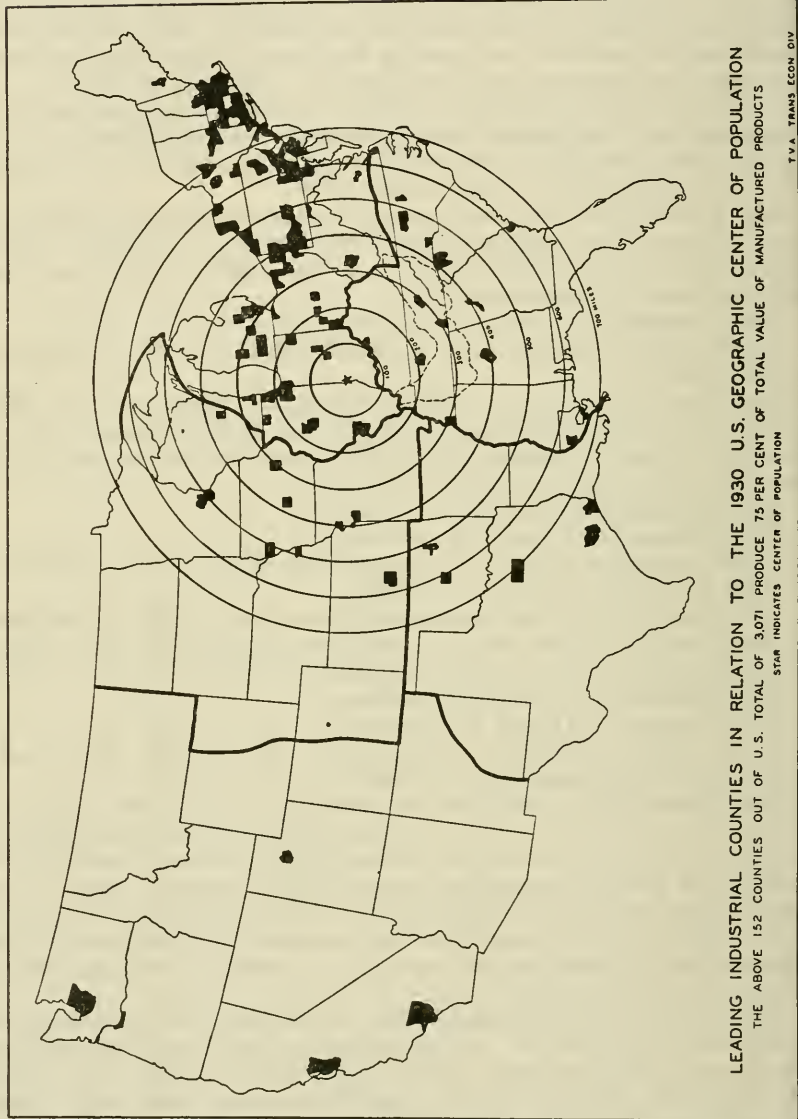 100
200
300
400
500
600
700 MILES
LEADING INDUSTRIAL COUNTIES IN RELATION TO THE 1930 U.S. GEOGRAPHIC CENTER OF POPULATION
THE ABOVE 152 COUNTIES OUT OF U.S. TOTAL OF 3,071 PRODUCE 75 PER CENT OF TOTAL VALUE OF MANUFACTURED PRODUCTS
STAR INDICATES CENTER OF POPULATION
TVA TRANS ECON DIV